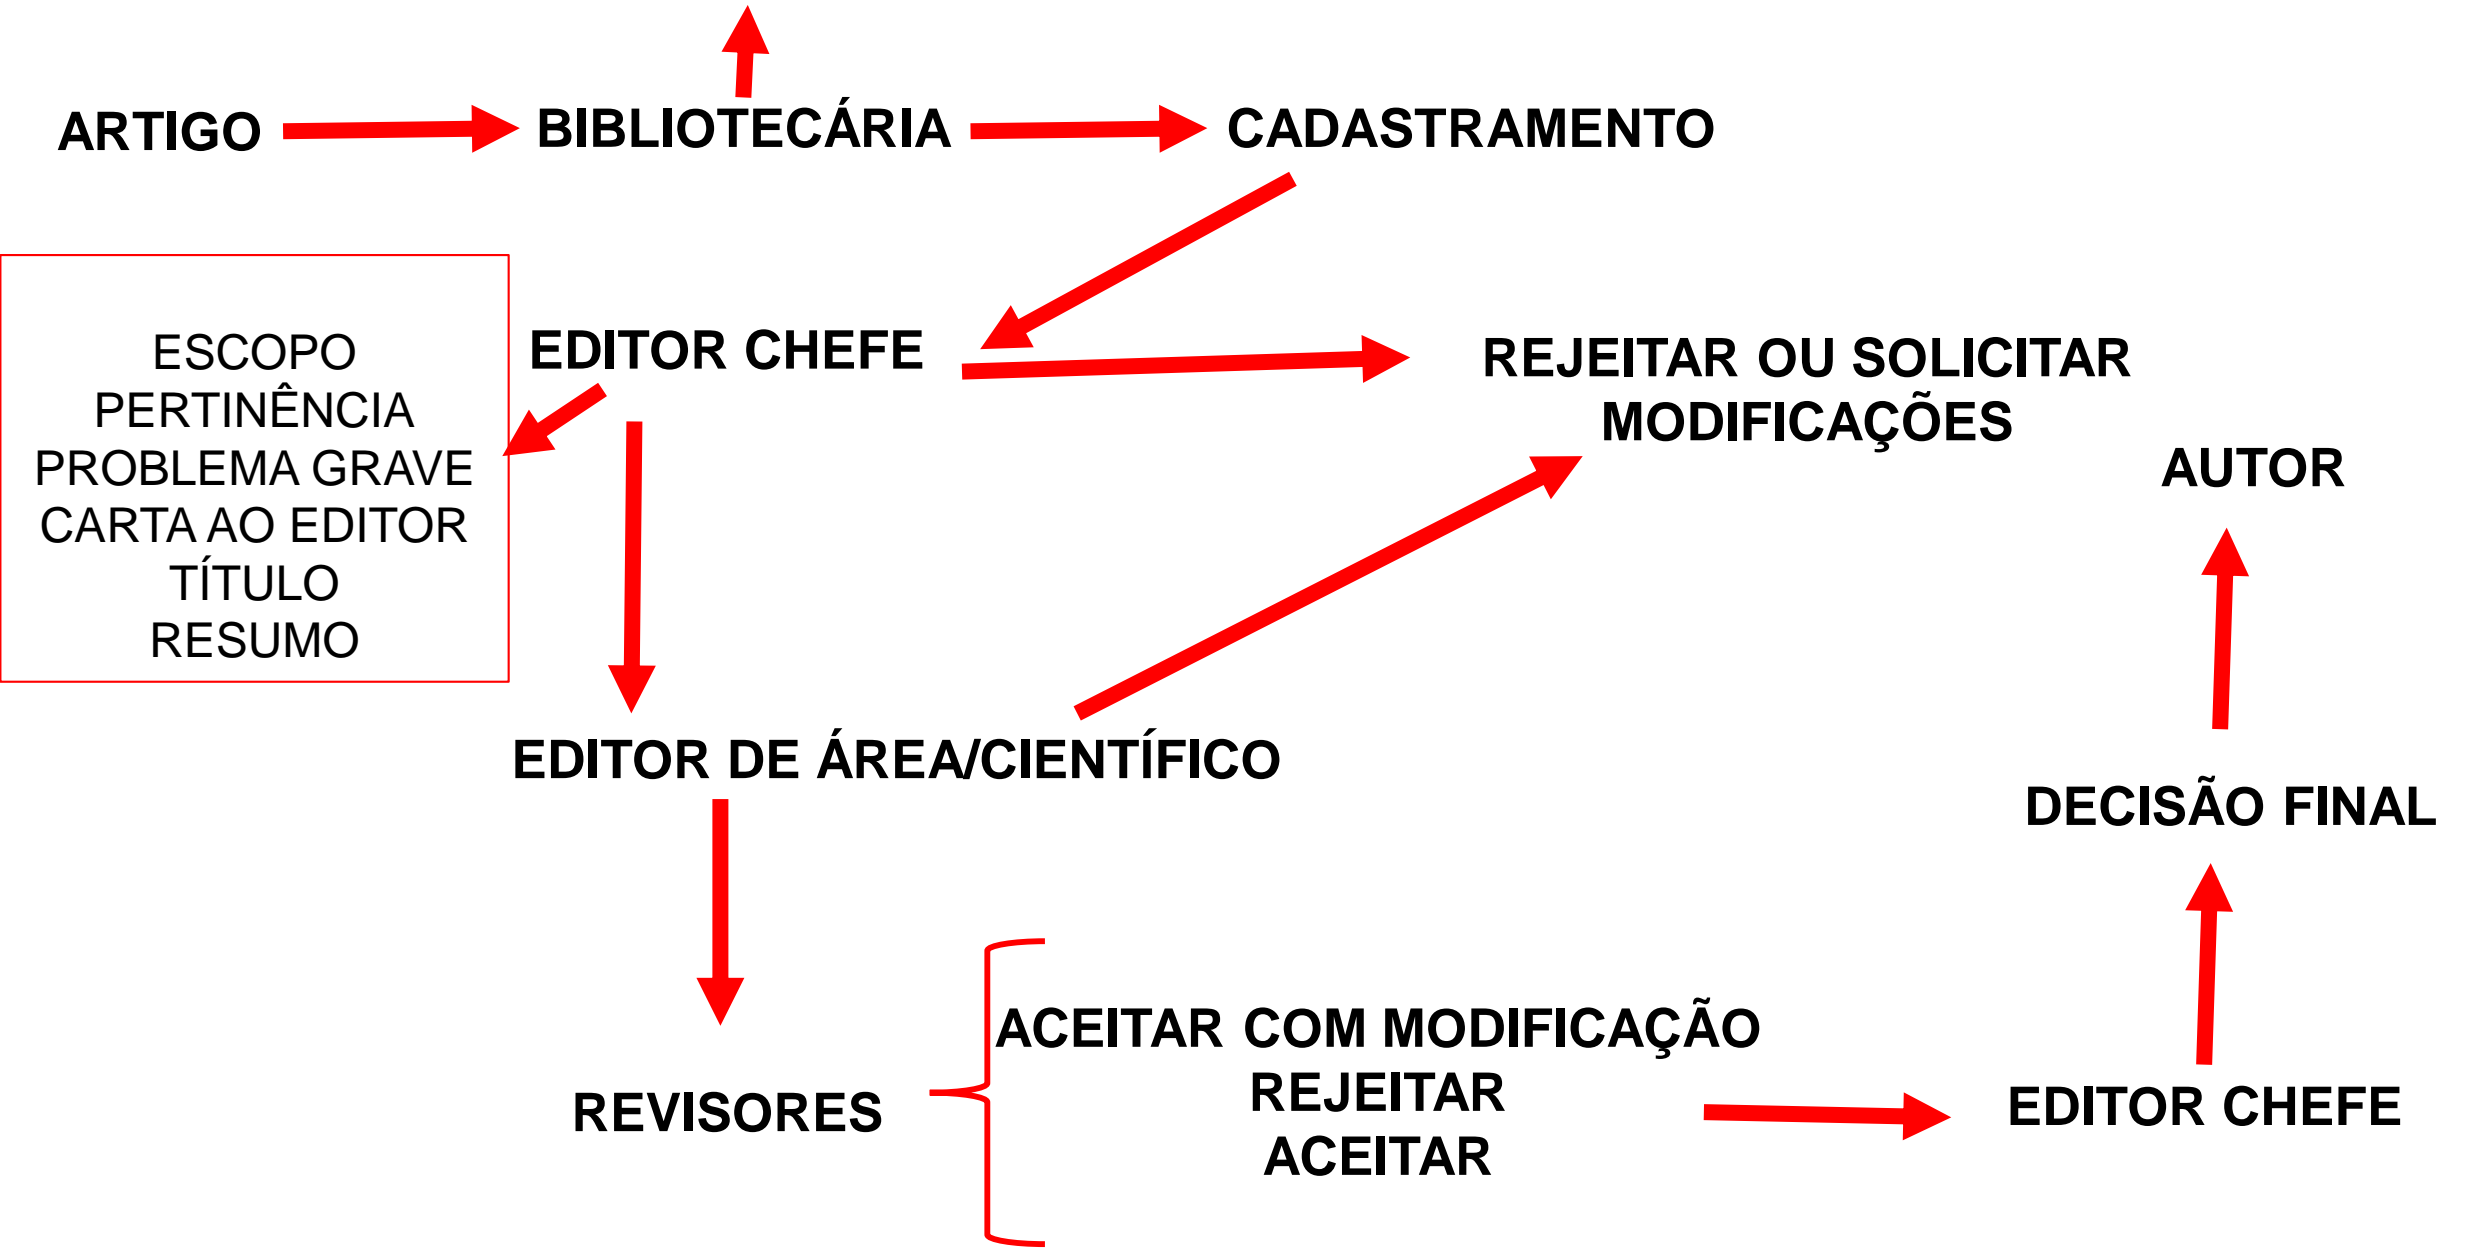 ARTIGO
BIBLIOTECÁRIA
CADASTRAMENTO
EDITOR CHEFE
REJEITAR OU SOLICITAR
MODIFICAÇÕES
ESCOPO
PERTINÊNCIA
PROBLEMA GRAVE
CARTA AO EDITOR
TÍTULO
RESUMO
AUTOR
EDITOR DE ÁREA/CIENTÍFICO
DECISÃO FINAL
REVISORES
ACEITAR COM MODIFICAÇÃO
REJEITAR
ACEITAR
EDITOR CHEFE